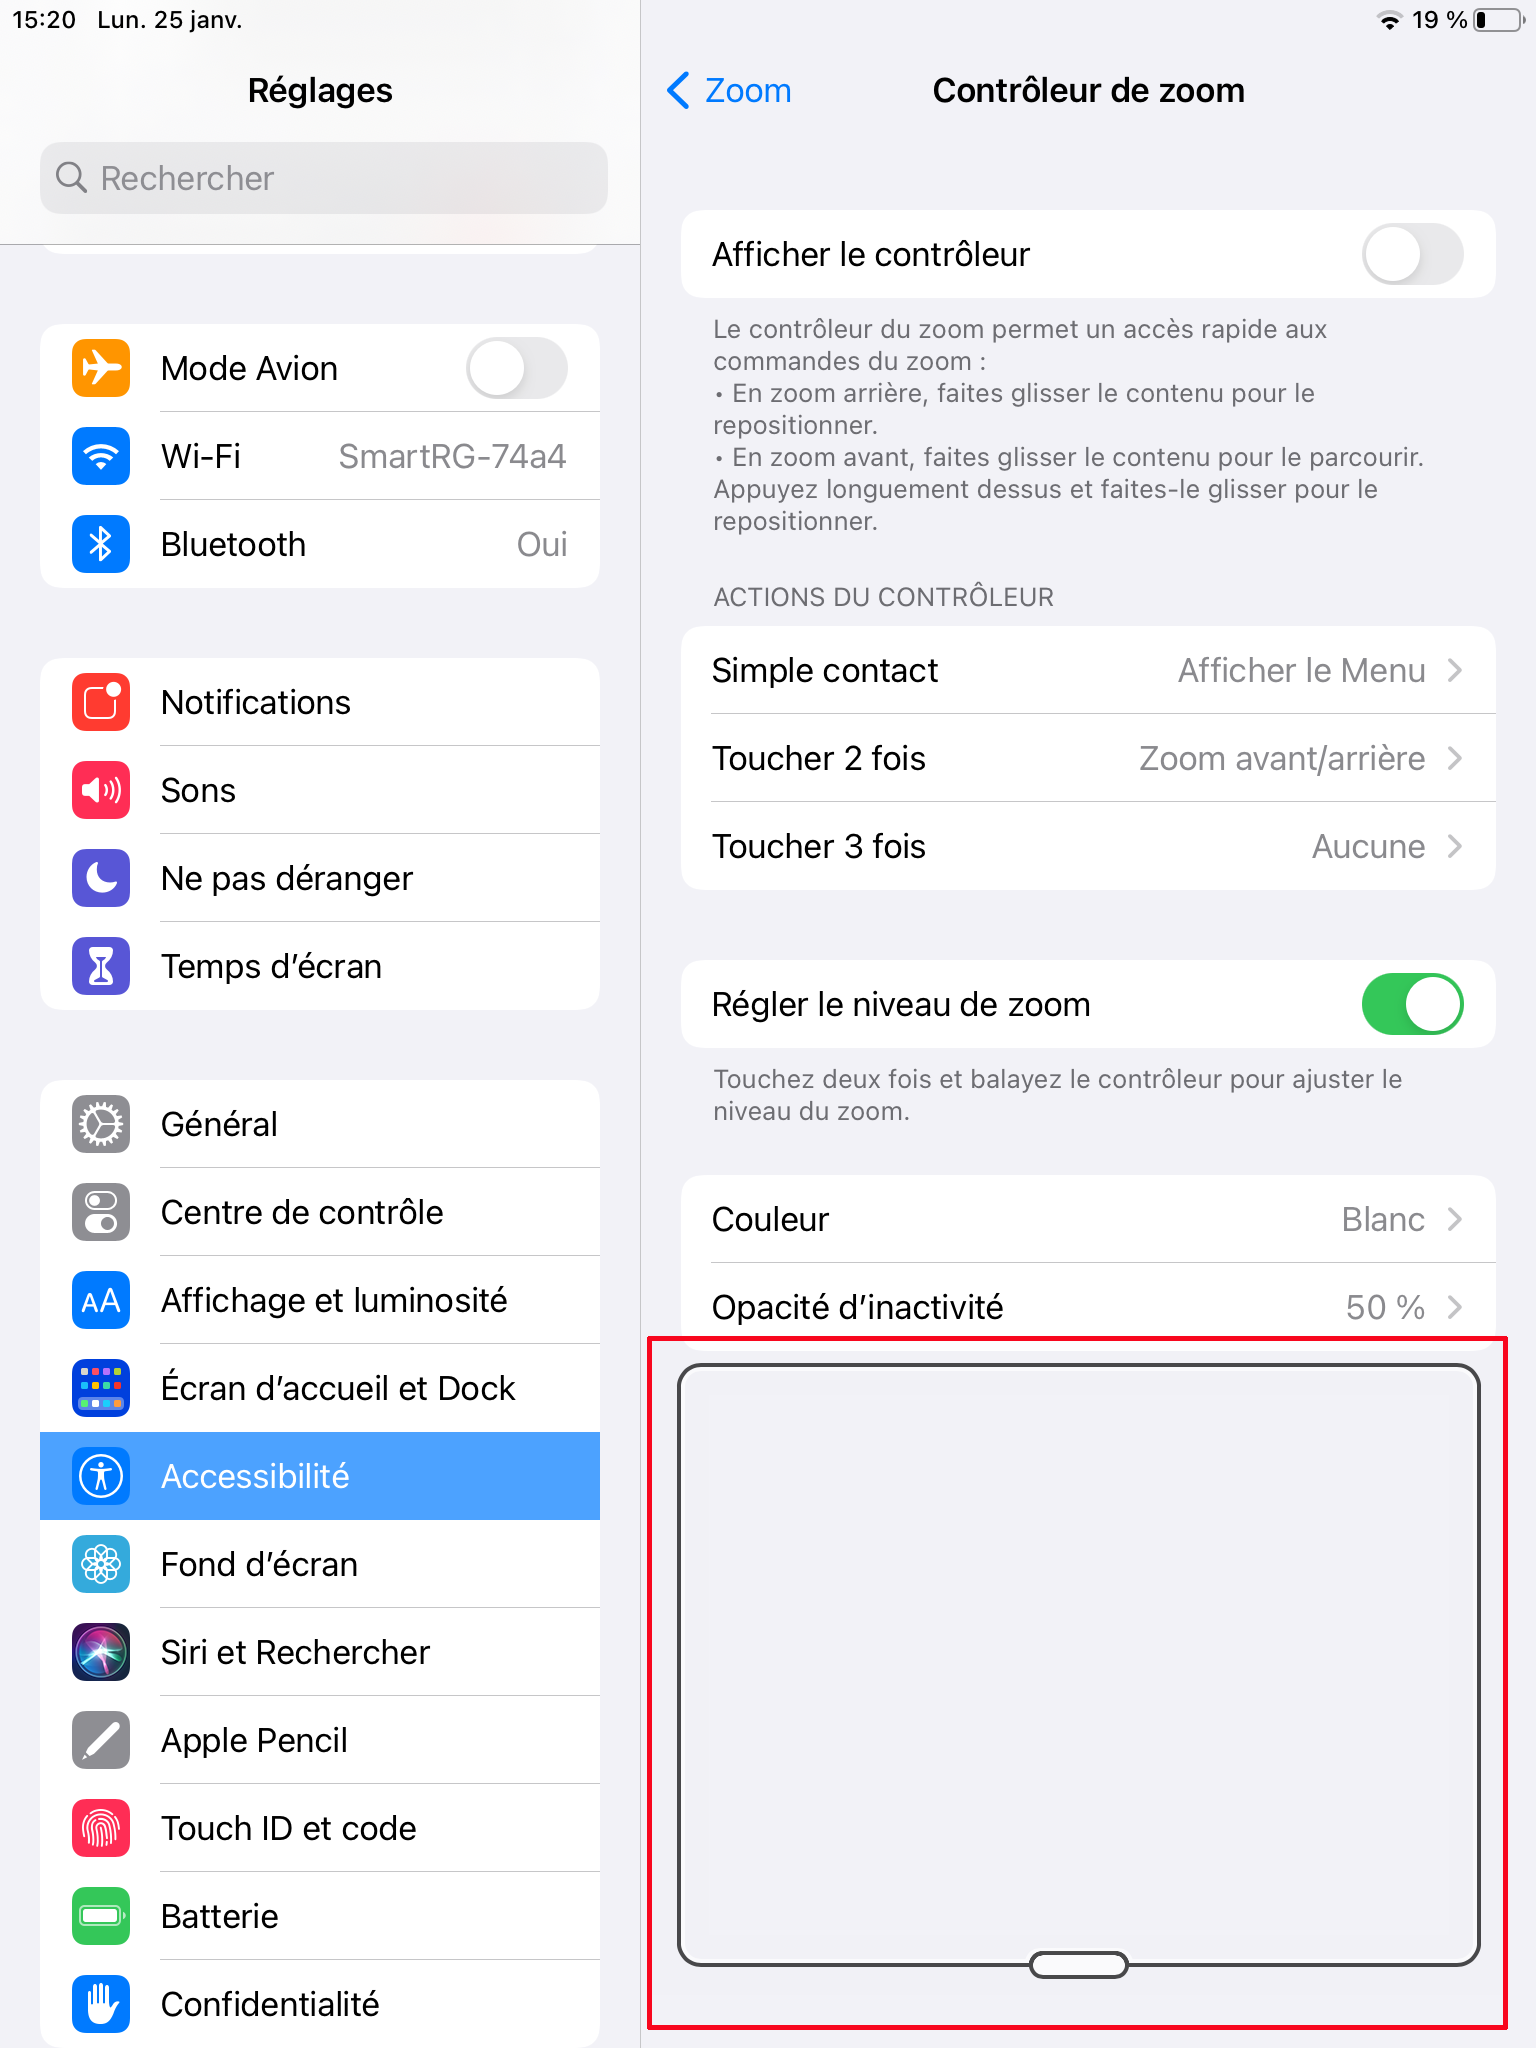 15:20 Lun. 25 janv.
19 %
Réglages
Rechercher
Mode Avion
Wi-Fi SmartRG-74a4
Bluetooth Oui
Notifications
Sons
Ne pas déranger
Temps d’écran
Général
Centre de contrôle
AA Affichage et luminosité
Écran d’accueil et Dock
Accessibilité
Fond d’écran
Siri et Rechercher
Apple Pencil
Touch ID et code
Batterie
Confidentialité
Zoom
Contrôleur de zoom
Afficher le contrôleur
Le contrôleur du zoom permet un accès rapide aux
commandes du zoom :
• En zoom arrière, faites glisser le contenu pour le
repositionner.
• En zoom avant, faites glisser le contenu pour le parcourir.
Appuyez longuement dessus et faites-le glisser pour le
repositionner.
ACTIONS DU CONTRÔLEUR
Simple contact Afficher le Menu
Toucher 2 fois Zoom avant/arrière
Toucher 3 fois Aucune
Régler le niveau de zoom
Touchez deux fois et balayez le contrôleur pour ajuster le
niveau du zoom.
Couleur Blanc
Opacité d’inactivité 50 %